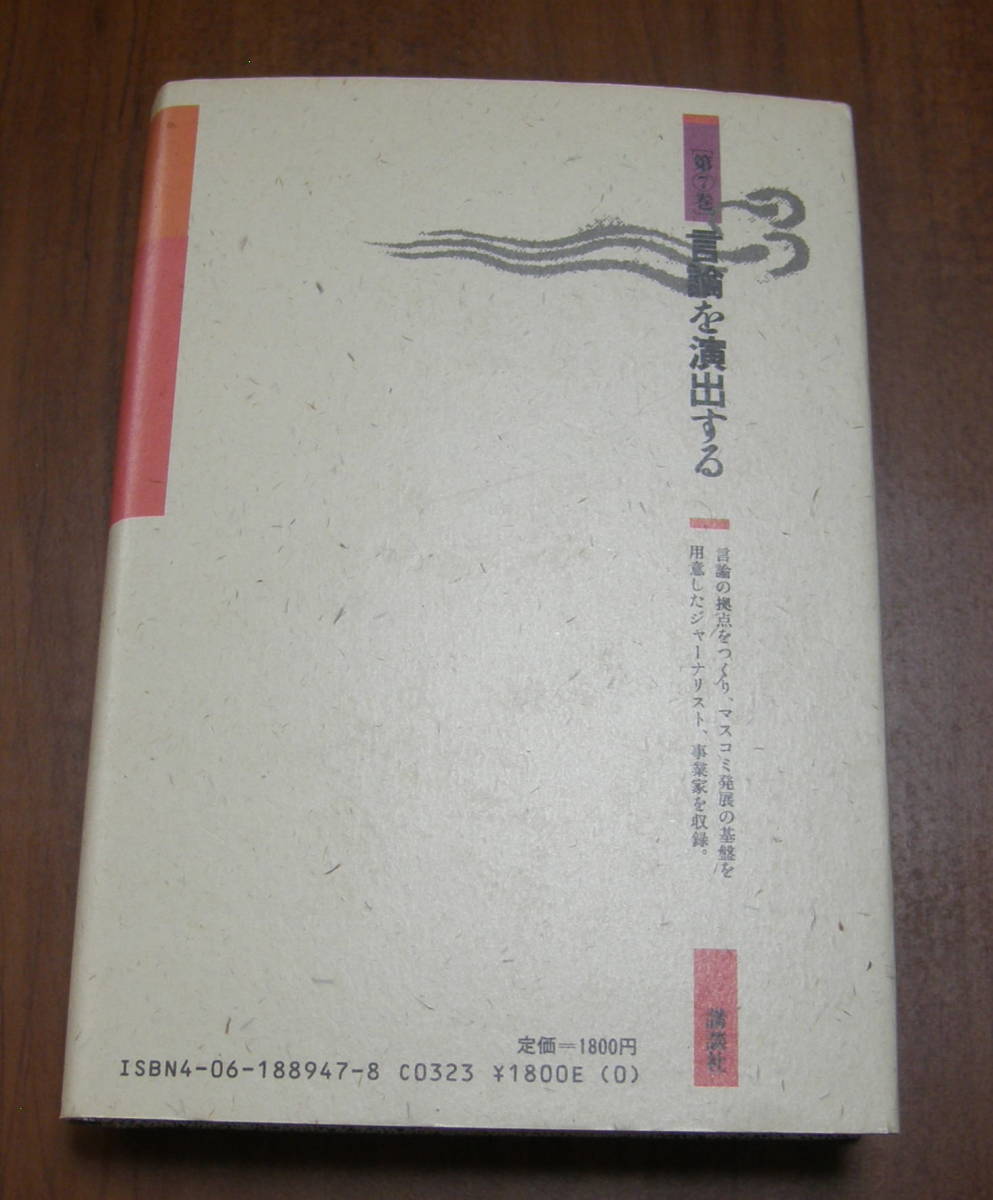 [第⑦巻]
言論を演出する
言論の拠点をつくり、マスコミ発展の基盤を
用意したジャーナリスト、事業家を収録。
講談社
定価=1800円
ISBN4-06-188947-8 C0323 ¥1800E (0)